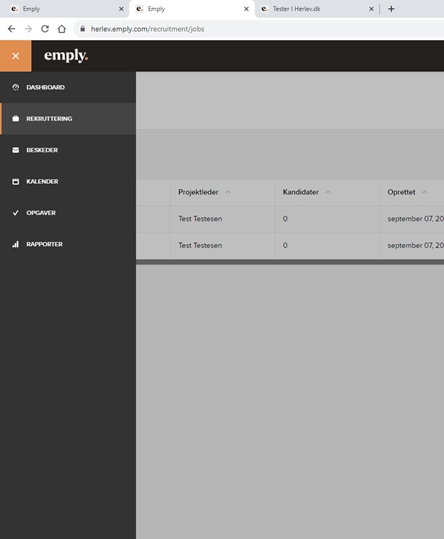 Emply
Emply
Tester I Herlev.dk
herlev.emply.com/recruitment/jobs
emply.
DASHBOARD
REKRUTTERING
BESKEDER
KALENDER
OPGAVER
RAPPORTER
Projektleder Kandidater Oprettet
Test Testesen 0 september 07, 20
Test Testesen 0 september 07, 20